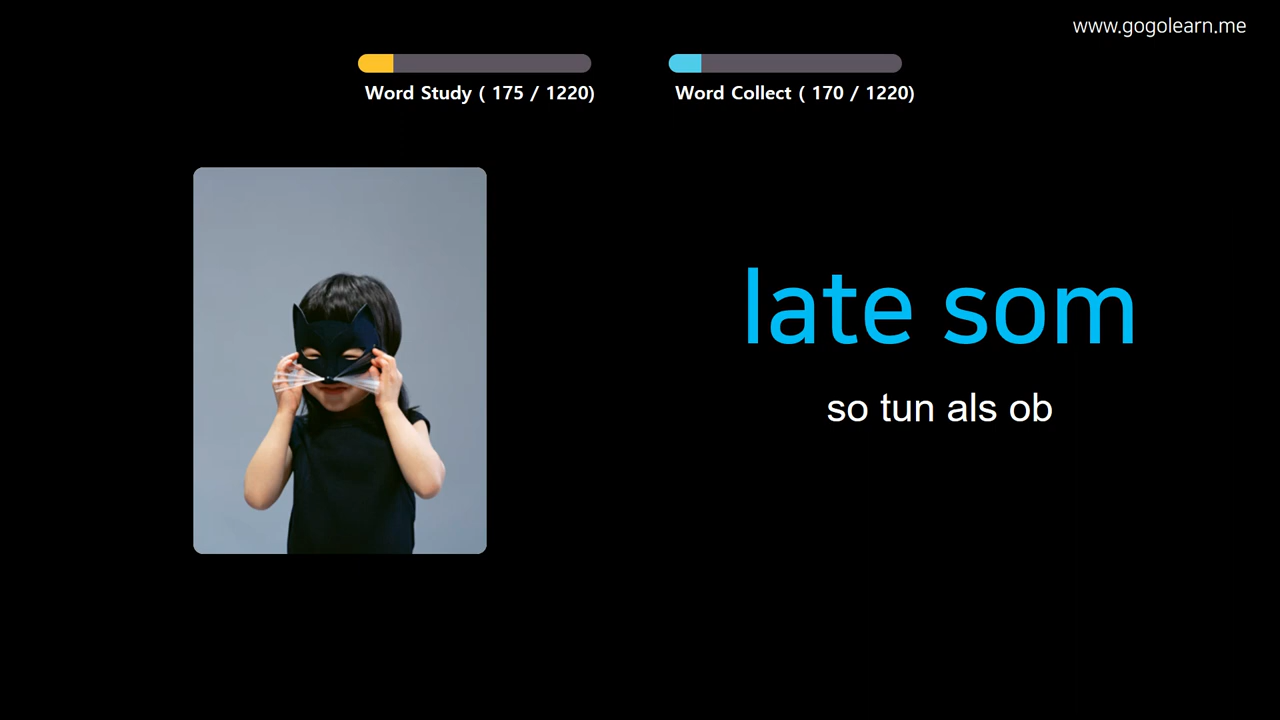 www.gogolearn.me
Word Study ( 175 / 1220)
Word Collect ( 170 / 1220)
late som
so tun als ob